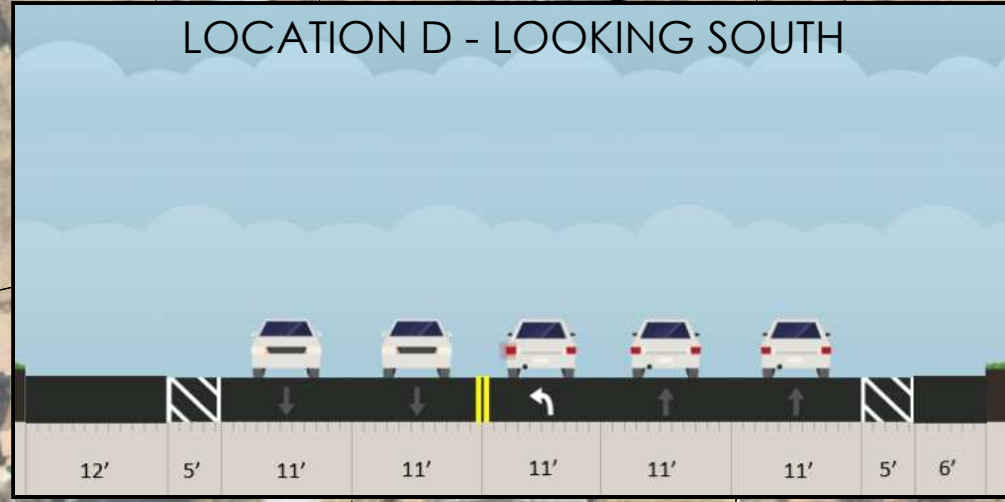 LOCATION D - LOOKING SOUTH
12’ 5’ 11’ 11’ 11’ 11’ 11’ 5’ 6’